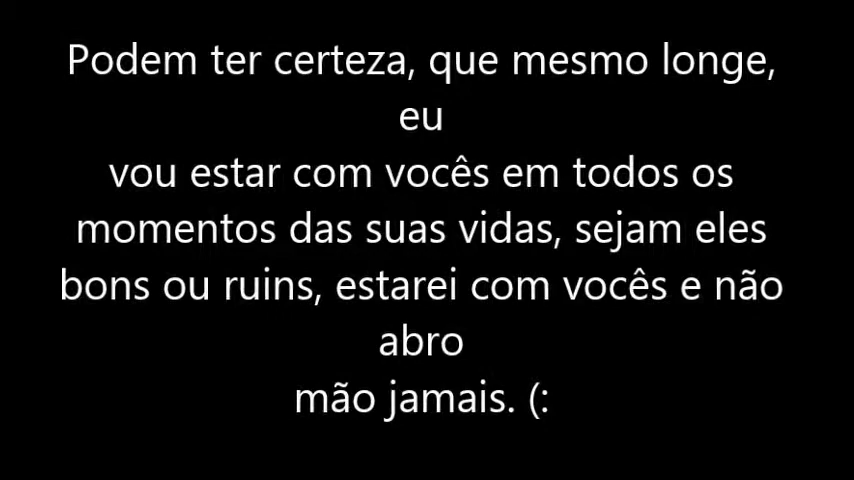 Podem ter certeza, que mesmo longe,
eu
vou estar com vocês em todos os
momentos das suas vidas, sejam eles
bons ou ruins, estarei com vocês e não
abro
mão jamais. (: